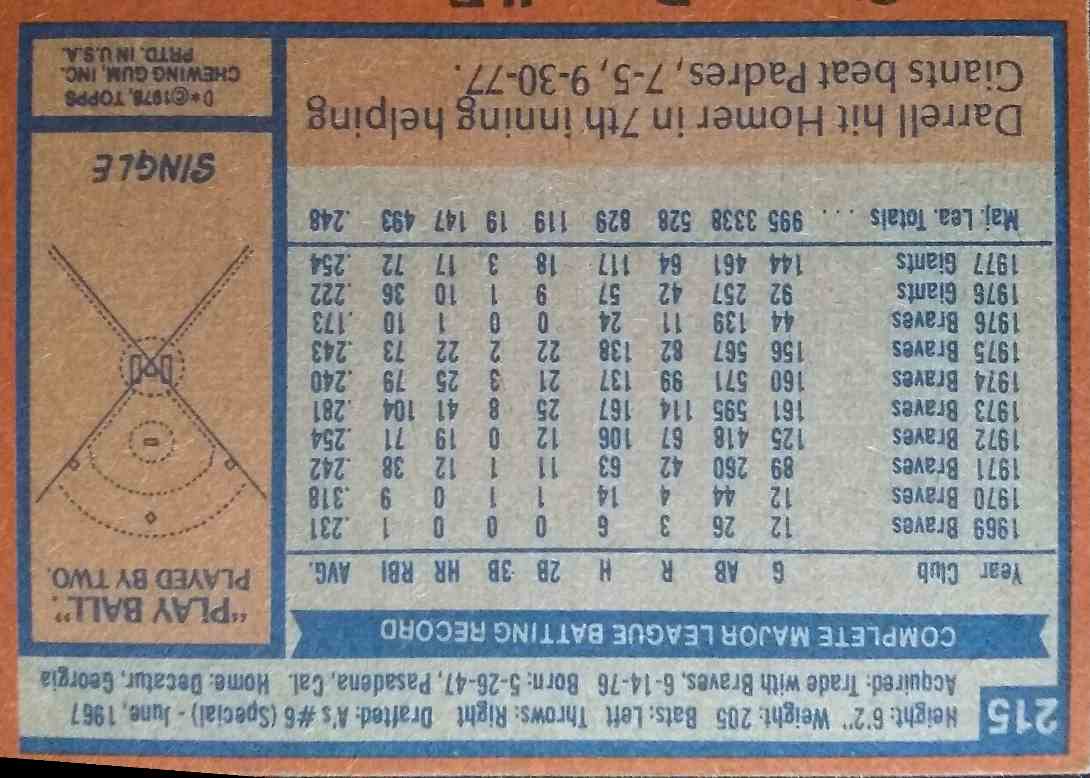 215
Height: 6'2" Weight: 205 Bats: Left Throws: Right Drafted: A's #6 (Special) - June, 1967
Acquired: Trade with Braves, 6-14-76 Born: 5-26-47, Pasadena, Cal. Home: Decatur, Georgia
COMPLETE MAJOR LEAGUE BATTING RECORD
Year Club G AB R H 2B 3B HR RBI AVG.
1969 Braves 12 26 3 6 0 0 0 1 .231
1970 Braves 12 44 4 14 1 1 0 9 .318
1971 Braves 89 260 42 63 11 1 12 38 .242
1972 Braves 125 418 67 106 12 0 19 71 .254
1973 Braves 161 595 114 167 25 8 41 104 .281
1974 Braves 160 571 99 137 21 3 25 79 .240
1975 Braves 156 567 82 138 22 2 22 73 .243
1976 Braves 44 139 11 24 0 0 1 10 .173
1976 Giants 92 257 42 57 9 1 10 36 .222
1977 Giants 144 461 64 117 18 3 17 72 .254
Maj. Lea. Totals ... 995 3338 528 829 119 19 147 493 .248
Darrell hit Homer in 7th inning helping
Giants beat Padres, 7-5, 9-30-77.
"PLAY BALL".
PLAYED BY TWO.
SINGLE
D*©1978, TOPPS
CHEWING GUM, INC.
PRTD. IN U.S.A.